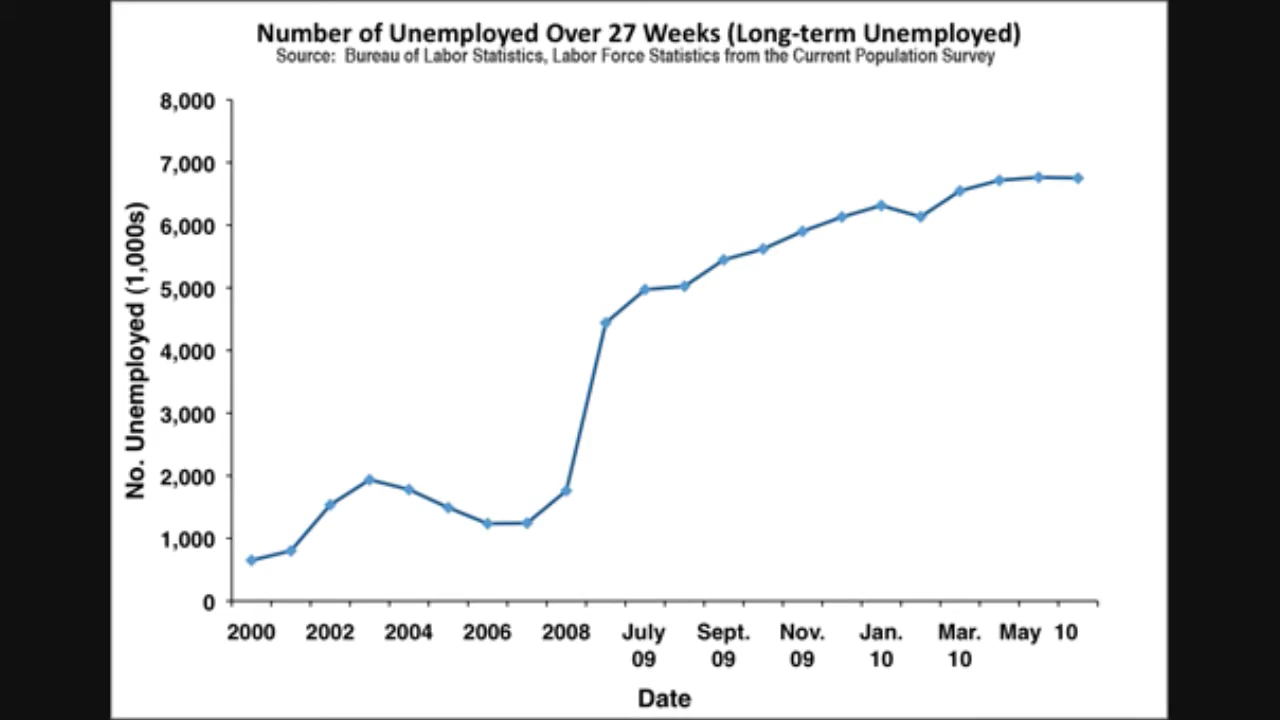 Number of Unemployed Over 27 Weeks (Long-term Unemployed)
Source: Bureau of Labor Statistics, Labor Force Statistics from the Current Population Survey
No. Unemployed (1,000s)
8,000
7,000
6,000
5,000
4,000
3,000
2,000
1,000
0
2000 2002 2004 2006 2008 July Sept. Nov. Jan. Mar. May 10
09 09 09 10 10
Date